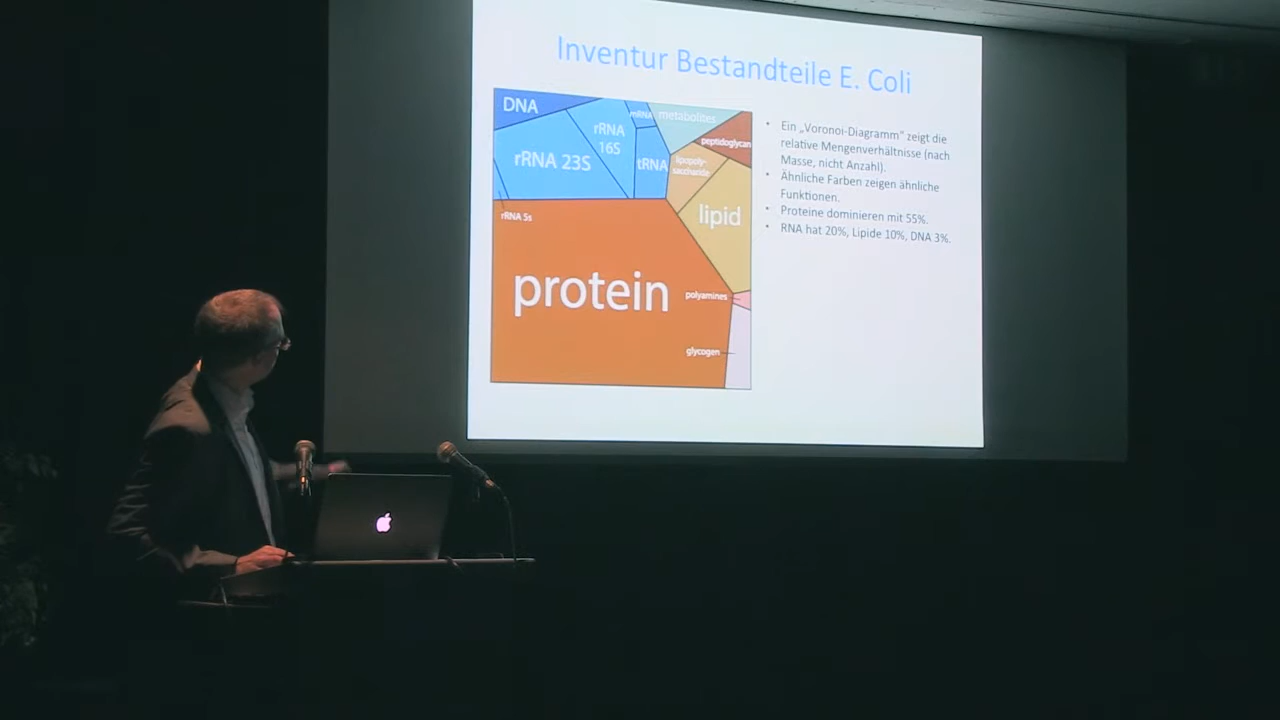 Inventur Bestandteile E. Coli
DNA
rRNA 16S
mRNA
metabolites
peptidoglycan
rRNA 23S
tRNA
lipopoly-
saccharide
rRNA 5s
lipid
protein
polyamines
glycogen
• Ein „Voronoi-Diagramm" zeigt die
relative Mengenverhältnisse (nach
Masse, nicht Anzahl).
• Ähnliche Farben zeigen ähnliche
Funktionen.
• Proteine dominieren mit 55%.
• RNA hat 20%, Lipide 10%, DNA 3%.